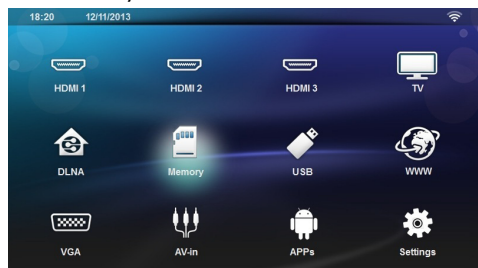 18:20 12/11/2013
HDMI 1 HDMI 2 HDMI 3 TV
DLNA Memory USB WWW
VGA AV-in APPs Settings